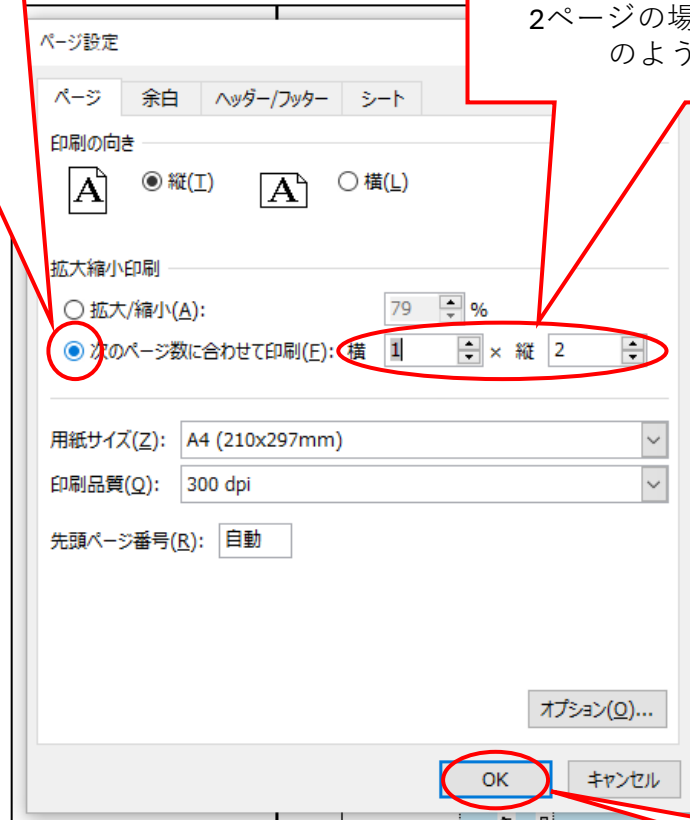 2ページの場
のよう
ページ設定
ページ 余白 ヘッダー/フッター シート
印刷の向き
A 縦(T) A 横(L)
拡大縮小印刷
拡大/縮小(A): 79 %
次のページ数に合わせて印刷(F): 横 1 × 縦 2
用紙サイズ(Z): A4 (210x297mm)
印刷品質(Q): 300 dpi
先頭ページ番号(R): 自動
オプション(O)...
OK キャンセル